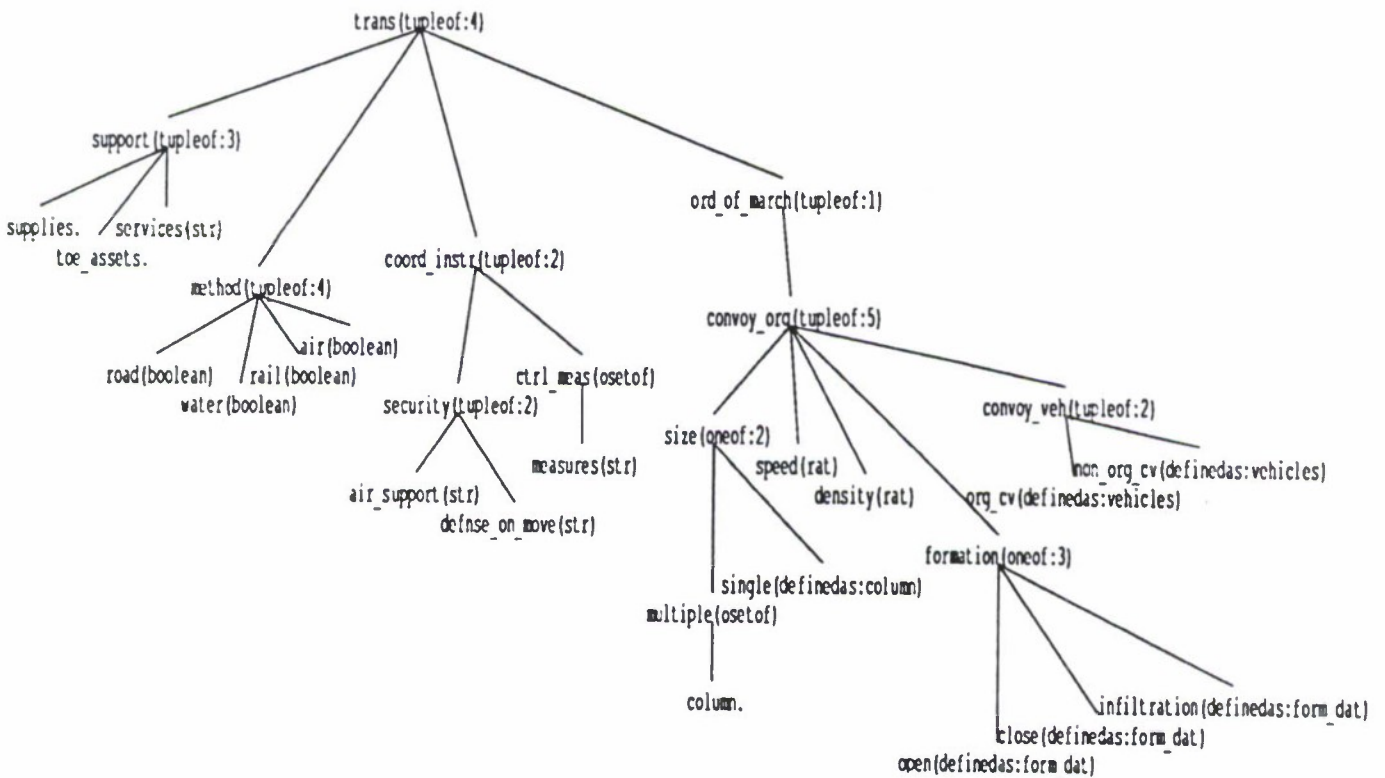 trans(tupleof:4)
support(tupleof:3)
ord_of_march(tupleof:1)
supplies. services(str)
toe_assets.
coord_instr(tupleof:2)
method(tupleof:4)
convoy_org(tupleof:5)
air(boolean)
road(boolean) rail(boolean) ctrl_meas(osetof)
water(boolean) security(tupleof:2) convoy_veh(tupleof:2)
size(oneof:2)
measures(str) speed(rat) non_org_cv(definedas:vehicles)
air_support(str) density(rat) org_cv(definedas:vehicles)
defnse_on_move(str)
formation(oneof:3)
single(definedas:column)
multiple(osetof)
column. infiltration(definedas:form_dat)
close(definedas:form_dat)
open(definedas:form_dat)